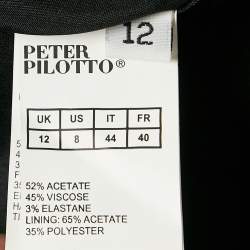 12
PETER
PILOTTO®
UK US IT FR
12 8 44 40
52% ACETATE
45% VISCOSE
3% ELASTANE
LINING: 65% ACETATE
35% POLYESTER